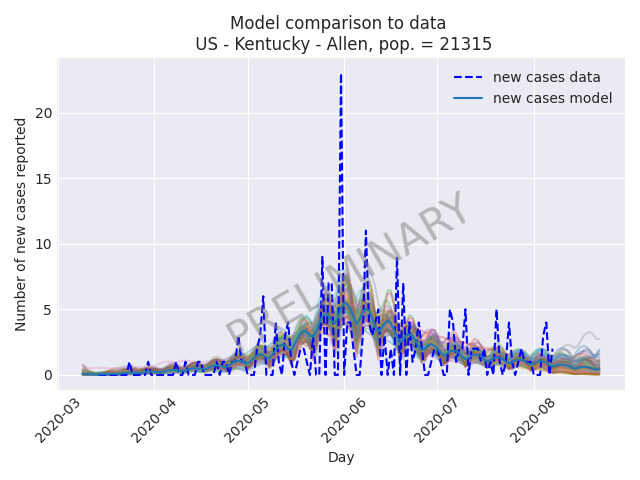 Model comparison to data
US - Kentucky - Allen, pop. = 21315
new cases data
new cases model
PRELIMINARY
Number of new cases reported
20
15
10
5
0
2020-03
2020-04
2020-05
2020-06
2020-07
2020-08
Day